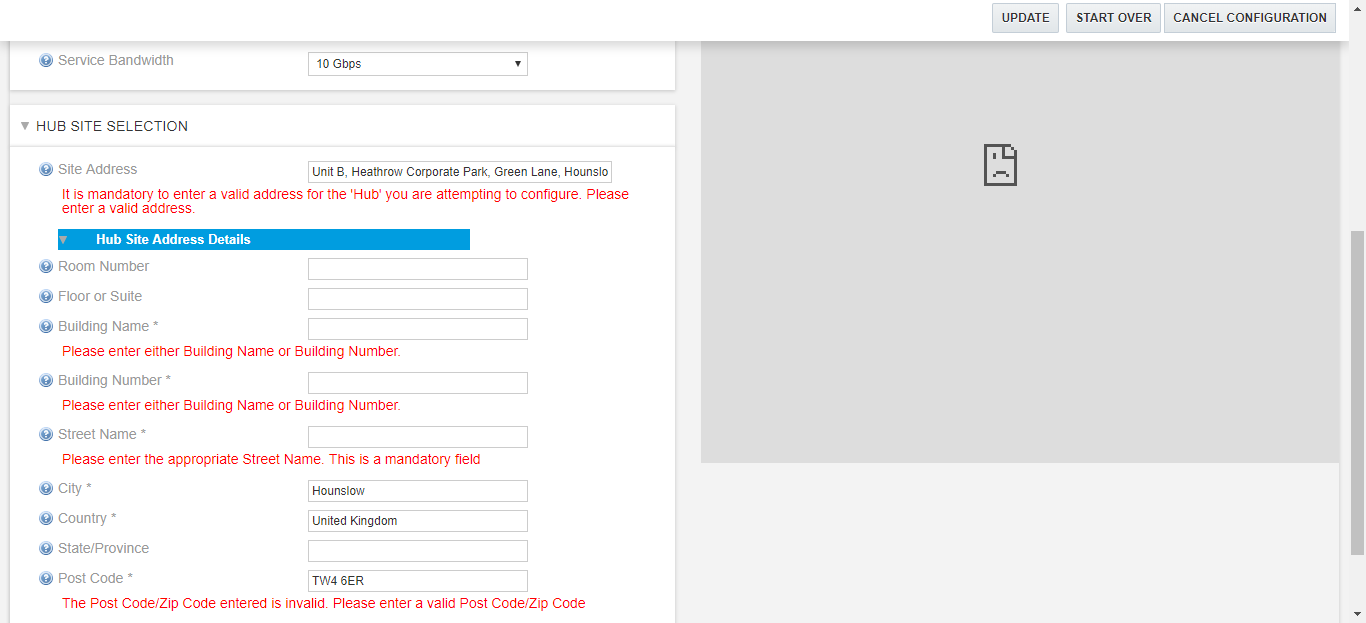 UPDATE START OVER CANCEL CONFIGURATION
Service Bandwidth 10 Gbps
HUB SITE SELECTION
Site Address Unit B, Heathrow Corporate Park, Green Lane, Hounslo
It is mandatory to enter a valid address for the 'Hub' you are attempting to configure. Please
enter a valid address.
Hub Site Address Details
Room Number
Floor or Suite
Building Name *
Please enter either Building Name or Building Number.
Building Number *
Please enter either Building Name or Building Number.
Street Name *
Please enter the appropriate Street Name. This is a mandatory field
City * Hounslow
Country * United Kingdom
State/Province
Post Code * TW4 6ER
The Post Code/Zip Code entered is invalid. Please enter a valid Post Code/Zip Code